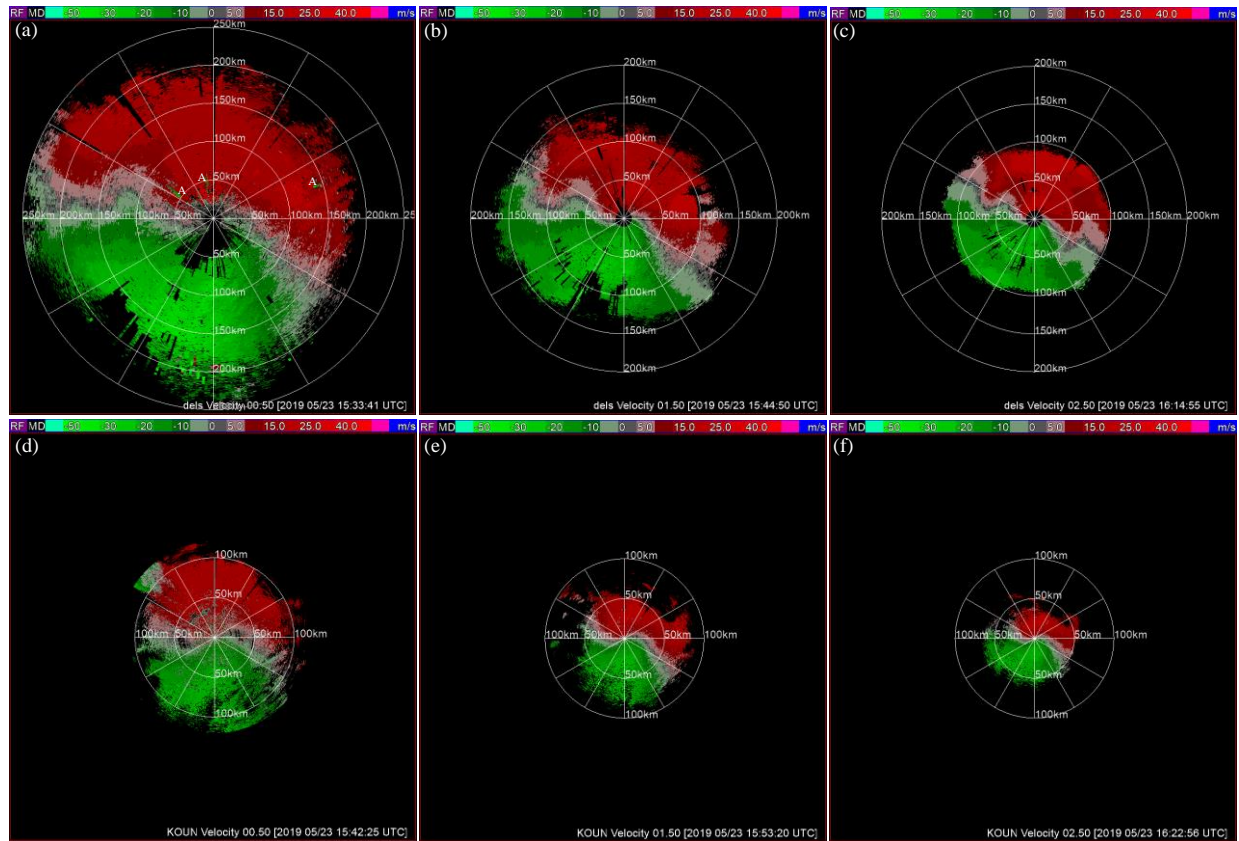 RF MD -50 -30 -20 -10 0 5.0 15.0 25.0 40.0 m/s
(a)
250km
200km
150km
100km
A
A
A
50km
250km 200km 150km 100km 50km 50km 100km 150km 200km 25
50km
100km
150km
200km
dels Velocity 00.50 [2019 05/23 15:33:41 UTC]
RF MD -50 -30 -20 -10 0 5.0 15.0 25.0 40.0 m/s
(b)
200km
150km
100km
50km
200km 150km 100km 50km 50km 100km 150km 200km
50km
100km
150km
200km
dels Velocity 01.50 [2019 05/23 15:44:50 UTC]
RF MD -50 -30 -20 -10 0 5.0 15.0 25.0 40.0 m/s
(c)
200km
150km
100km
50km
200km 150km 100km 50km 50km 100km 150km 200km
50km
100km
150km
200km
dels Velocity 02.50 [2019 05/23 16:14:55 UTC]
RF MD -50 -30 -20 -10 0 5.0 15.0 25.0 40.0 m/s
(d)
100km
50km
100km 50km 50km 100km
50km
100km
KOUN Velocity 00.50 [2019 05/23 15:42:25 UTC]
RF MD -50 -30 -20 -10 0 5.0 15.0 25.0 40.0 m/s
(e)
100km
50km
100km 50km 50km 100km
50km
100km
KOUN Velocity 01.50 [2019 05/23 15:53:20 UTC]
RF MD -50 -30 -20 -10 0 5.0 15.0 25.0 40.0 m/s
(f)
100km
50km
100km 50km 50km 100km
50km
100km
KOUN Velocity 02.50 [2019 05/23 16:22:56 UTC]